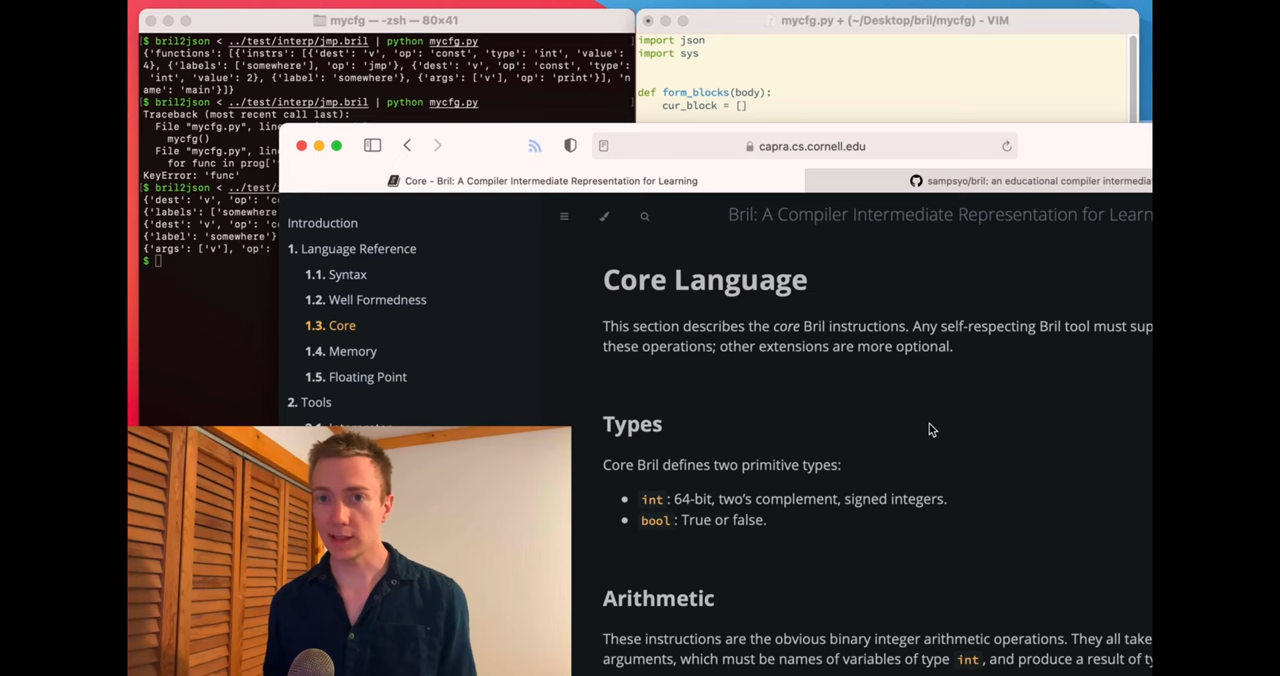 mycfg — -zsh — 80×41
$ bril2json < ../test/interp/jmp.bril | python mycfg.py
{'functions': [{'instrs': [{'dest': 'v', 'op': 'const', 'type': 'int', 'value':
4}, {'labels': ['somewhere'], 'op': 'jmp'}, {'dest': 'v', 'op': 'const', 'type':
'int', 'value': 2}, {'label': 'somewhere'}, {'args': ['v'], 'op': 'print'}], 'n
ame': 'main'}]}
$ bril2json < ../test/interp/jmp.bril | python mycfg.py
Traceback (most recent call last):
File "mycfg.py", line
mycfg()
File "mycfg.py", line
for func in prog['
KeyError: 'func'
$ bril2json < ../test/
{'dest': 'v', 'op': 'co
{'labels': ['somewhere
{'dest': 'v', 'op': 'co
{'label': 'somewhere'}
{'args': ['v'], 'op':
$
mycfg.py + (~/Desktop/bril/mycfg) - VIM
import json
import sys
def form_blocks(body):
cur_block = []
capra.cs.cornell.edu
Core - Bril: A Compiler Intermediate Representation for Learning
sampsyo/bril: an educational compiler intermedia
Introduction
1. Language Reference
1.1. Syntax
1.2. Well Formedness
1.3. Core
1.4. Memory
1.5. Floating Point
2. Tools
Bril: A Compiler Intermediate Representation for Learn
Core Language
This section describes the core Bril instructions. Any self-respecting Bril tool must sup
these operations; other extensions are more optional.
Types
Core Bril defines two primitive types:
int: 64-bit, two's complement, signed integers.
bool: True or false.
Arithmetic
These instructions are the obvious binary integer arithmetic operations. They all take
arguments, which must be names of variables of type int, and produce a result of ty